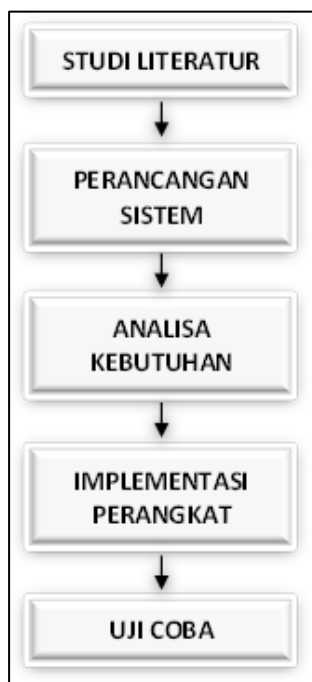 STUDI LITERATUR
PERANCANGAN
SISTEM
ANALISA
KEBUTUHAN
IMPLEMENTASI
PERANGKAT
UJI COBA